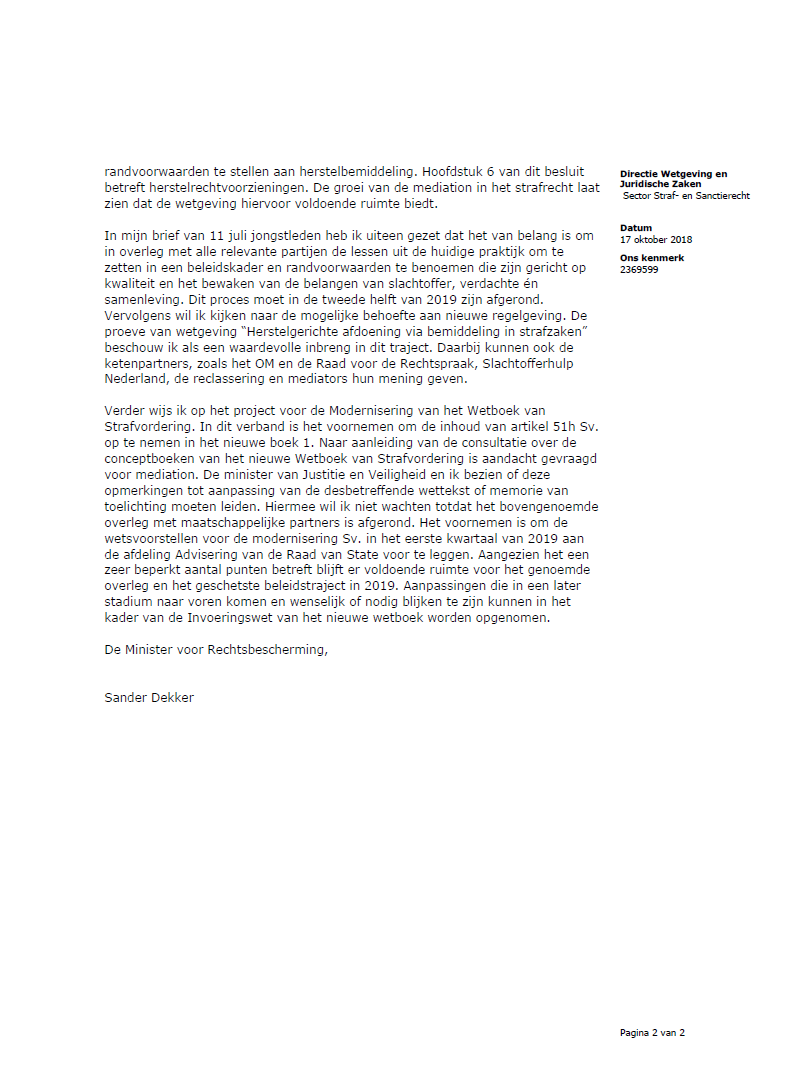 randvoorwaarden te stellen aan herstelbemiddeling. Hoofdstuk 6 van dit besluit
betreft herstelrechtvoorzieningen. De groei van de mediation in het strafrecht laat
zien dat de wetgeving hiervoor voldoende ruimte biedt.
In mijn brief van 11 juli jongstleden heb ik uiteen gezet dat het van belang is om
in overleg met alle relevante partijen de lessen uit de huidige praktijk om te
zetten in een beleidskader en randvoorwaarden te benoemen die zijn gericht op
kwaliteit en het bewaken van de belangen van slachtoffer, verdachte én
samenleving. Dit proces moet in de tweede helft van 2019 zijn afgerond.
Vervolgens wil ik kijken naar de mogelijke behoefte aan nieuwe regelgeving. De
proeve van wetgeving “Herstelgerichte afdoening via bemiddeling in strafzaken”
beschouw ik als een waardevolle inbreng in dit traject. Daarbij kunnen ook de
ketenpartners, zoals het OM en de Raad voor de Rechtspraak, Slachtofferhulp
Nederland, de reclassering en mediators hun mening geven.
Verder wijs ik op het project voor de Modernisering van het Wetboek van
Strafvordering. In dit verband is het voornemen om de inhoud van artikel 51h Sv.
op te nemen in het nieuwe boek 1. Naar aanleiding van de consultatie over de
conceptboeken van het nieuwe Wetboek van Strafvordering is aandacht gevraagd
voor mediation. De minister van Justitie en Veiligheid en ik bezien of deze
opmerkingen tot aanpassing van de desbetreffende wettekst of memorie van
toelichting moeten leiden. Hiermee wil ik niet wachten totdat het bovengenoemde
overleg met maatschappelijke partners is afgerond. Het voornemen is om de
wetsvoorstellen voor de modernisering Sv. in het eerste kwartaal van 2019 aan
de afdeling Advisering van de Raad van State voor te leggen. Aangezien het een
zeer beperkt aantal punten betreft blijft er voldoende ruimte voor het genoemde
overleg en het geschetste beleidstraject in 2019. Aanpassingen die in een later
stadium naar voren komen en wenselijk of nodig blijken te zijn kunnen in het
kader van de Invoeringswet van het nieuwe wetboek worden opgenomen.
De Minister voor Rechtsbescherming,
Sander Dekker
Directie Wetgeving en
Juridische Zaken
Sector Straf- en Sanctierecht
Datum
17 oktober 2018
Ons kenmerk
2369599
Pagina 2 van 2